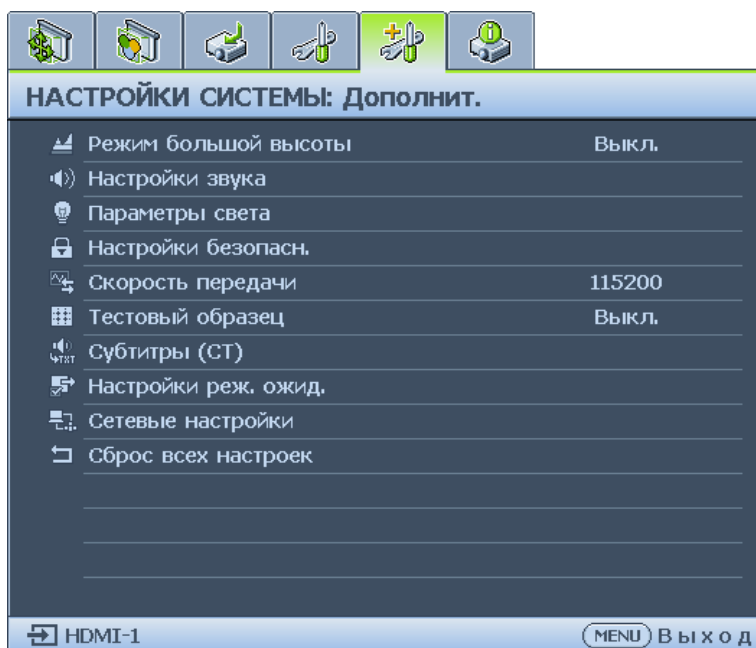 НАСТРОЙКИ СИСТЕМЫ: Дополнит.
Режим большой высоты Выкл.
Настройки звука
Параметры света
Настройки безопасн.
Скорость передачи 115200
Тестовый образец Выкл.
Субтитры (СТ)
Настройки реж. ожид.
Сетевые настройки
Сброс всех настроек
HDMI-1 MENU Выход